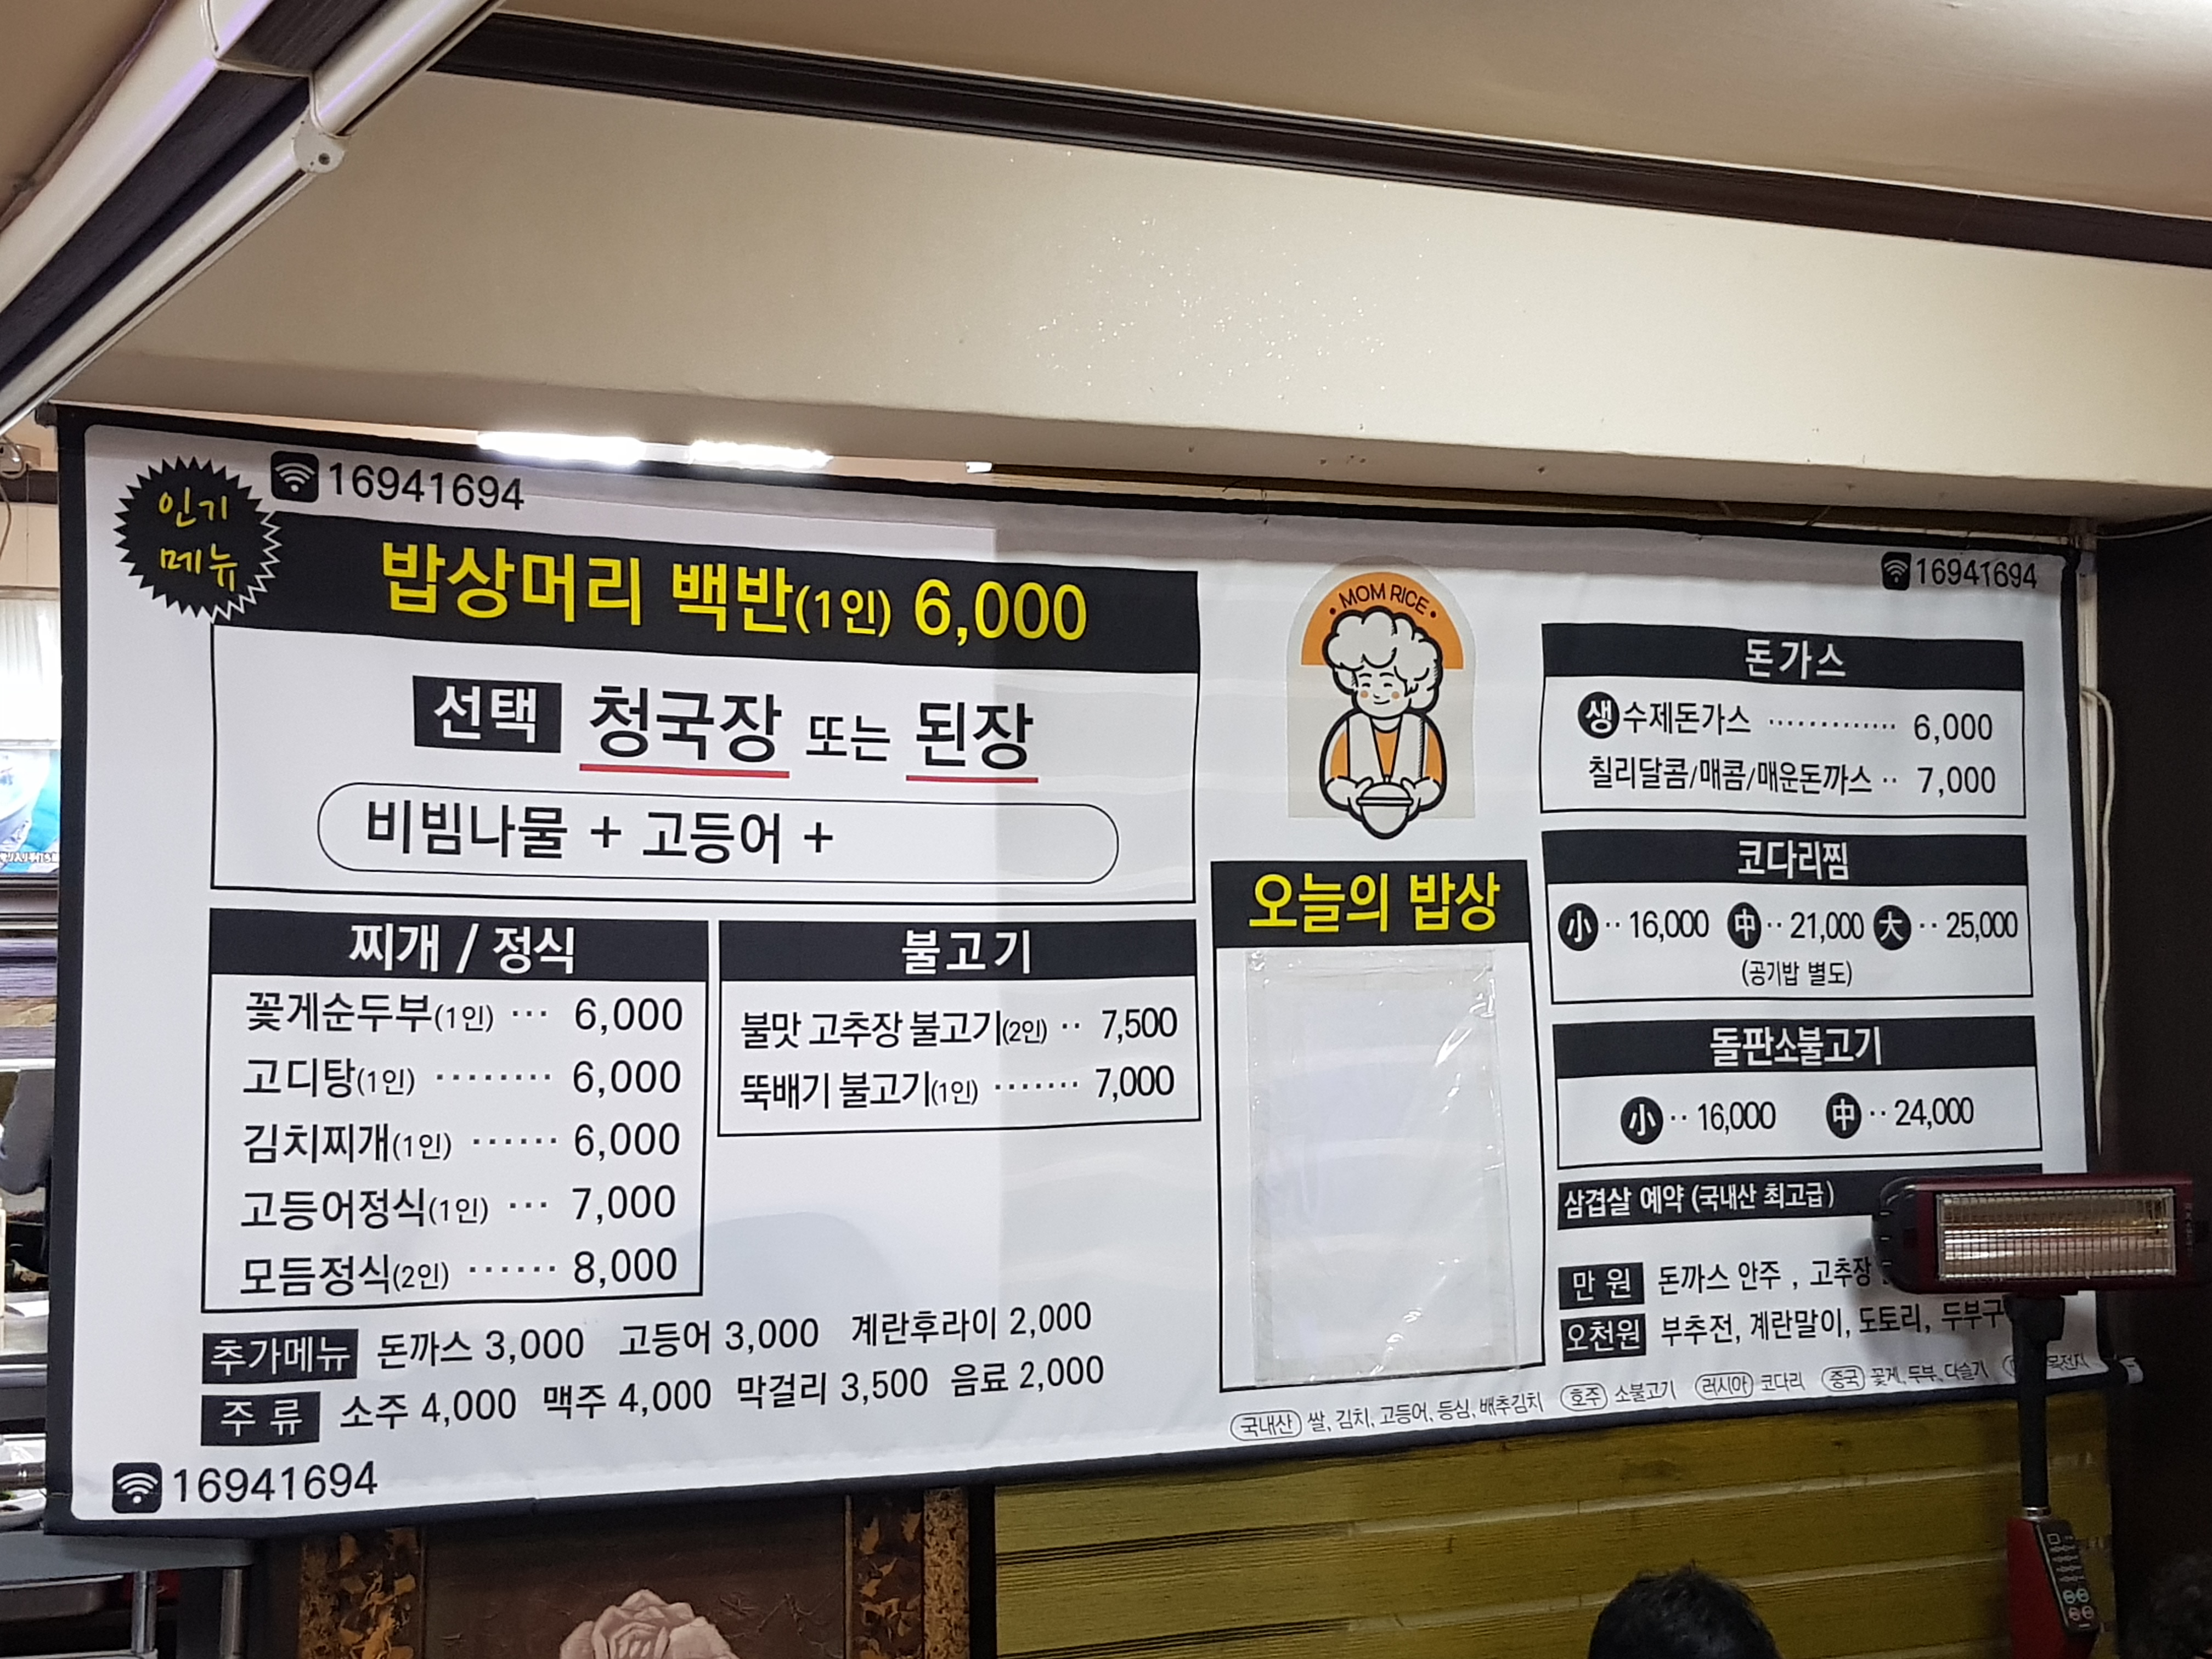 인기
메뉴
16941694
밥상머리 백반(1인) 6,000
선택 청국장 또는 된장
비빔나물 + 고등어 +
찌개 / 정식
꽃게순두부(1인) ··· 6,000
고디탕(1인) ········ 6,000
김치찌개(1인) ······ 6,000
고등어정식(1인) ··· 7,000
모듬정식(2인) ······ 8,000
불고기
불맛 고추장 불고기(2인) ·· 7,500
뚝배기 불고기(1인) ······· 7,000
추가메뉴 돈까스 3,000 고등어 3,000 계란후라이 2,000
주 류 소주 4,000 맥주 4,000 막걸리 3,500 음료 2,000
16941694
• MOM RICE •
오늘의 밥상
16941694
돈가스
생 수제돈가스 ············· 6,000
칠리달콤/매콤/매운돈까스 ·· 7,000
코다리찜
小 ·· 16,000 中 ·· 21,000 大 ·· 25,000
(공기밥 별도)
돌판소불고기
小 ·· 16,000 中 ·· 24,000
삼겹살 예약 (국내산 최고급)
만 원 돈까스 안주 , 고추장
오천원 부추전, 계란말이, 도토리,
국내산 쌀, 김치, 고등어, 등심, 배추김치 호주 소불고기 러시아 코다리 중국 꽃게, 두부, 다슬기